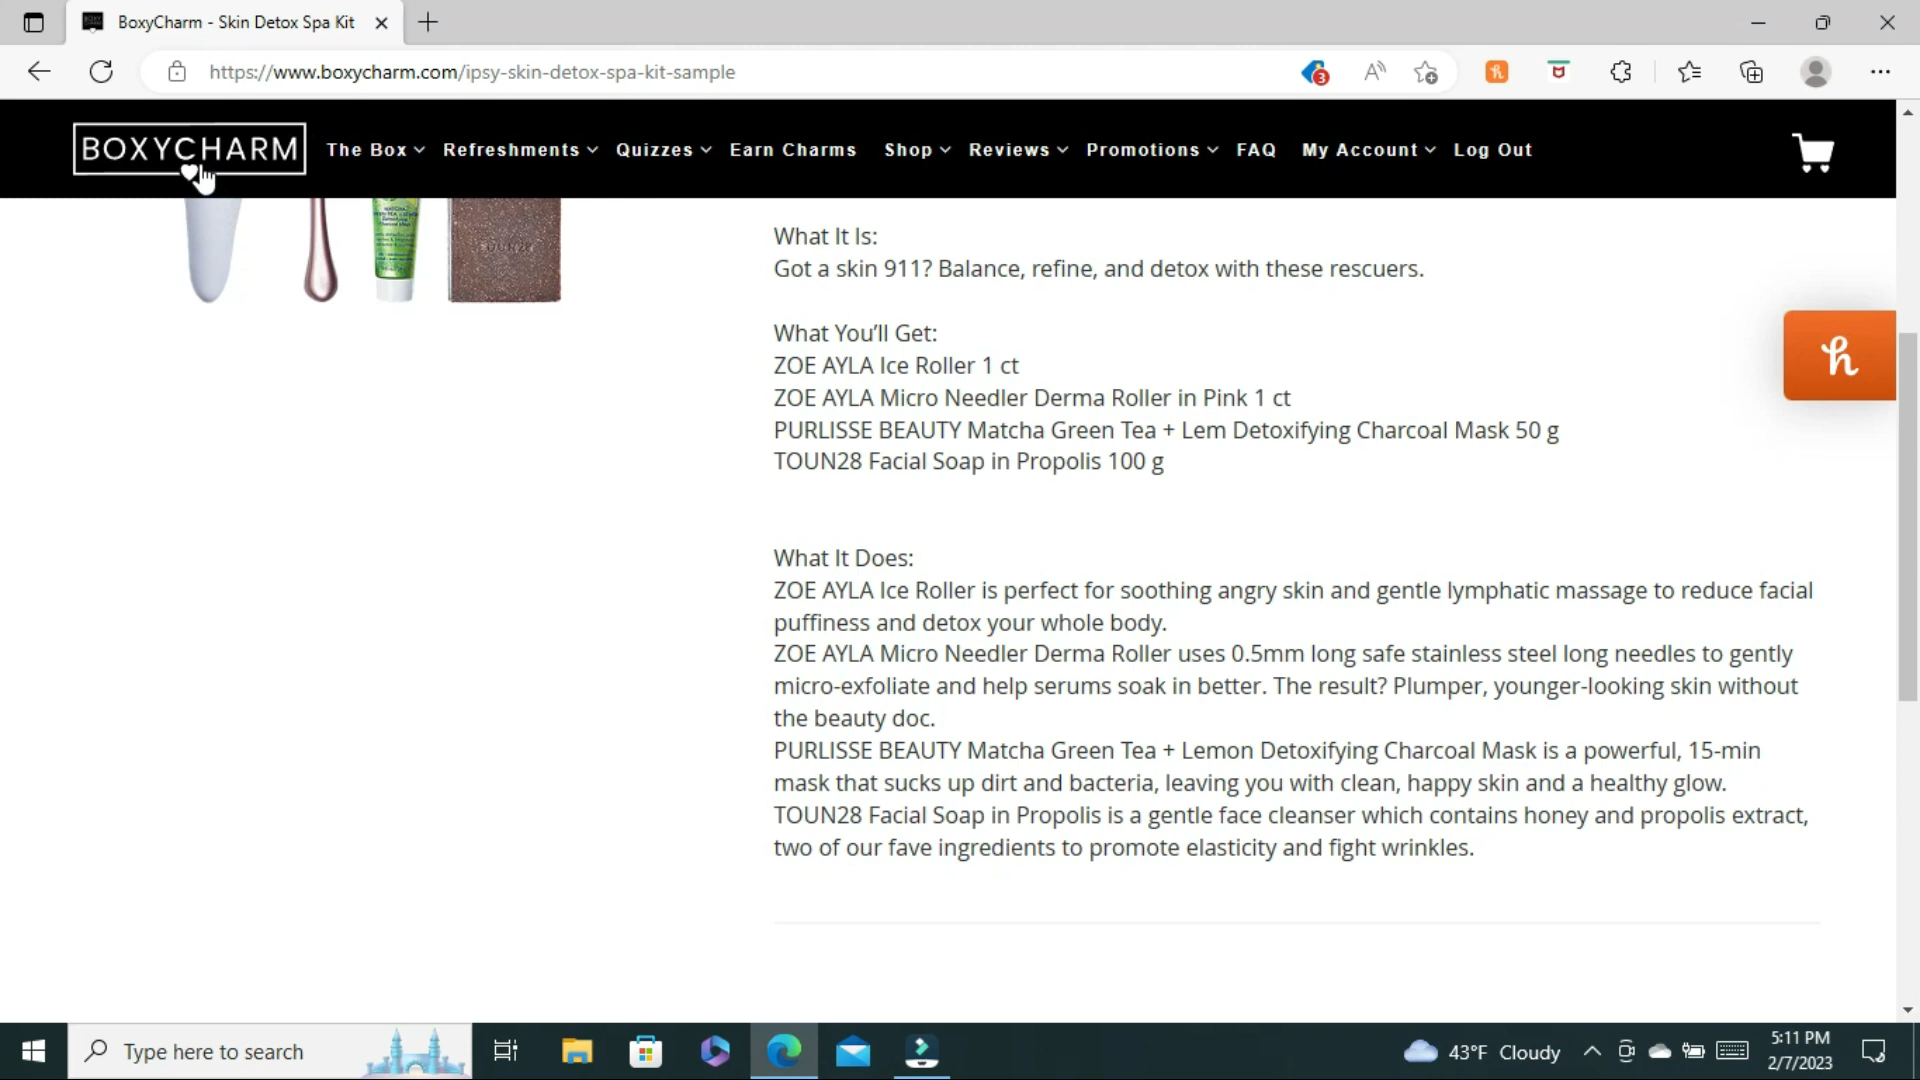 BoxyCharm - Skin Detox Spa Kit
https://www.boxycharm.com/ipsy-skin-detox-spa-kit-sample
3
BOXYCHARM
The Box
Refreshments
Quizzes
Earn Charms
Shop
Reviews
Promotions
FAQ
My Account
Log Out
TOUN28
What It Is:
Got a skin 911? Balance, refine, and detox with these rescuers.
What You'll Get:
ZOE AYLA Ice Roller 1 ct
ZOE AYLA Micro Needler Derma Roller in Pink 1 ct
PURLISSE BEAUTY Matcha Green Tea + Lem Detoxifying Charcoal Mask 50 g
TOUN28 Facial Soap in Propolis 100 g
What It Does:
ZOE AYLA Ice Roller is perfect for soothing angry skin and gentle lymphatic massage to reduce facial
puffiness and detox your whole body.
ZOE AYLA Micro Needler Derma Roller uses 0.5mm long safe stainless steel long needles to gently
micro-exfoliate and help serums soak in better. The result? Plumper, younger-looking skin without
the beauty doc.
PURLISSE BEAUTY Matcha Green Tea + Lemon Detoxifying Charcoal Mask is a powerful, 15-min
mask that sucks up dirt and bacteria, leaving you with clean, happy skin and a healthy glow.
TOUN28 Facial Soap in Propolis is a gentle face cleanser which contains honey and propolis extract,
two of our fave ingredients to promote elasticity and fight wrinkles.
Type here to search
43°F Cloudy
5:11 PM
2/7/2023